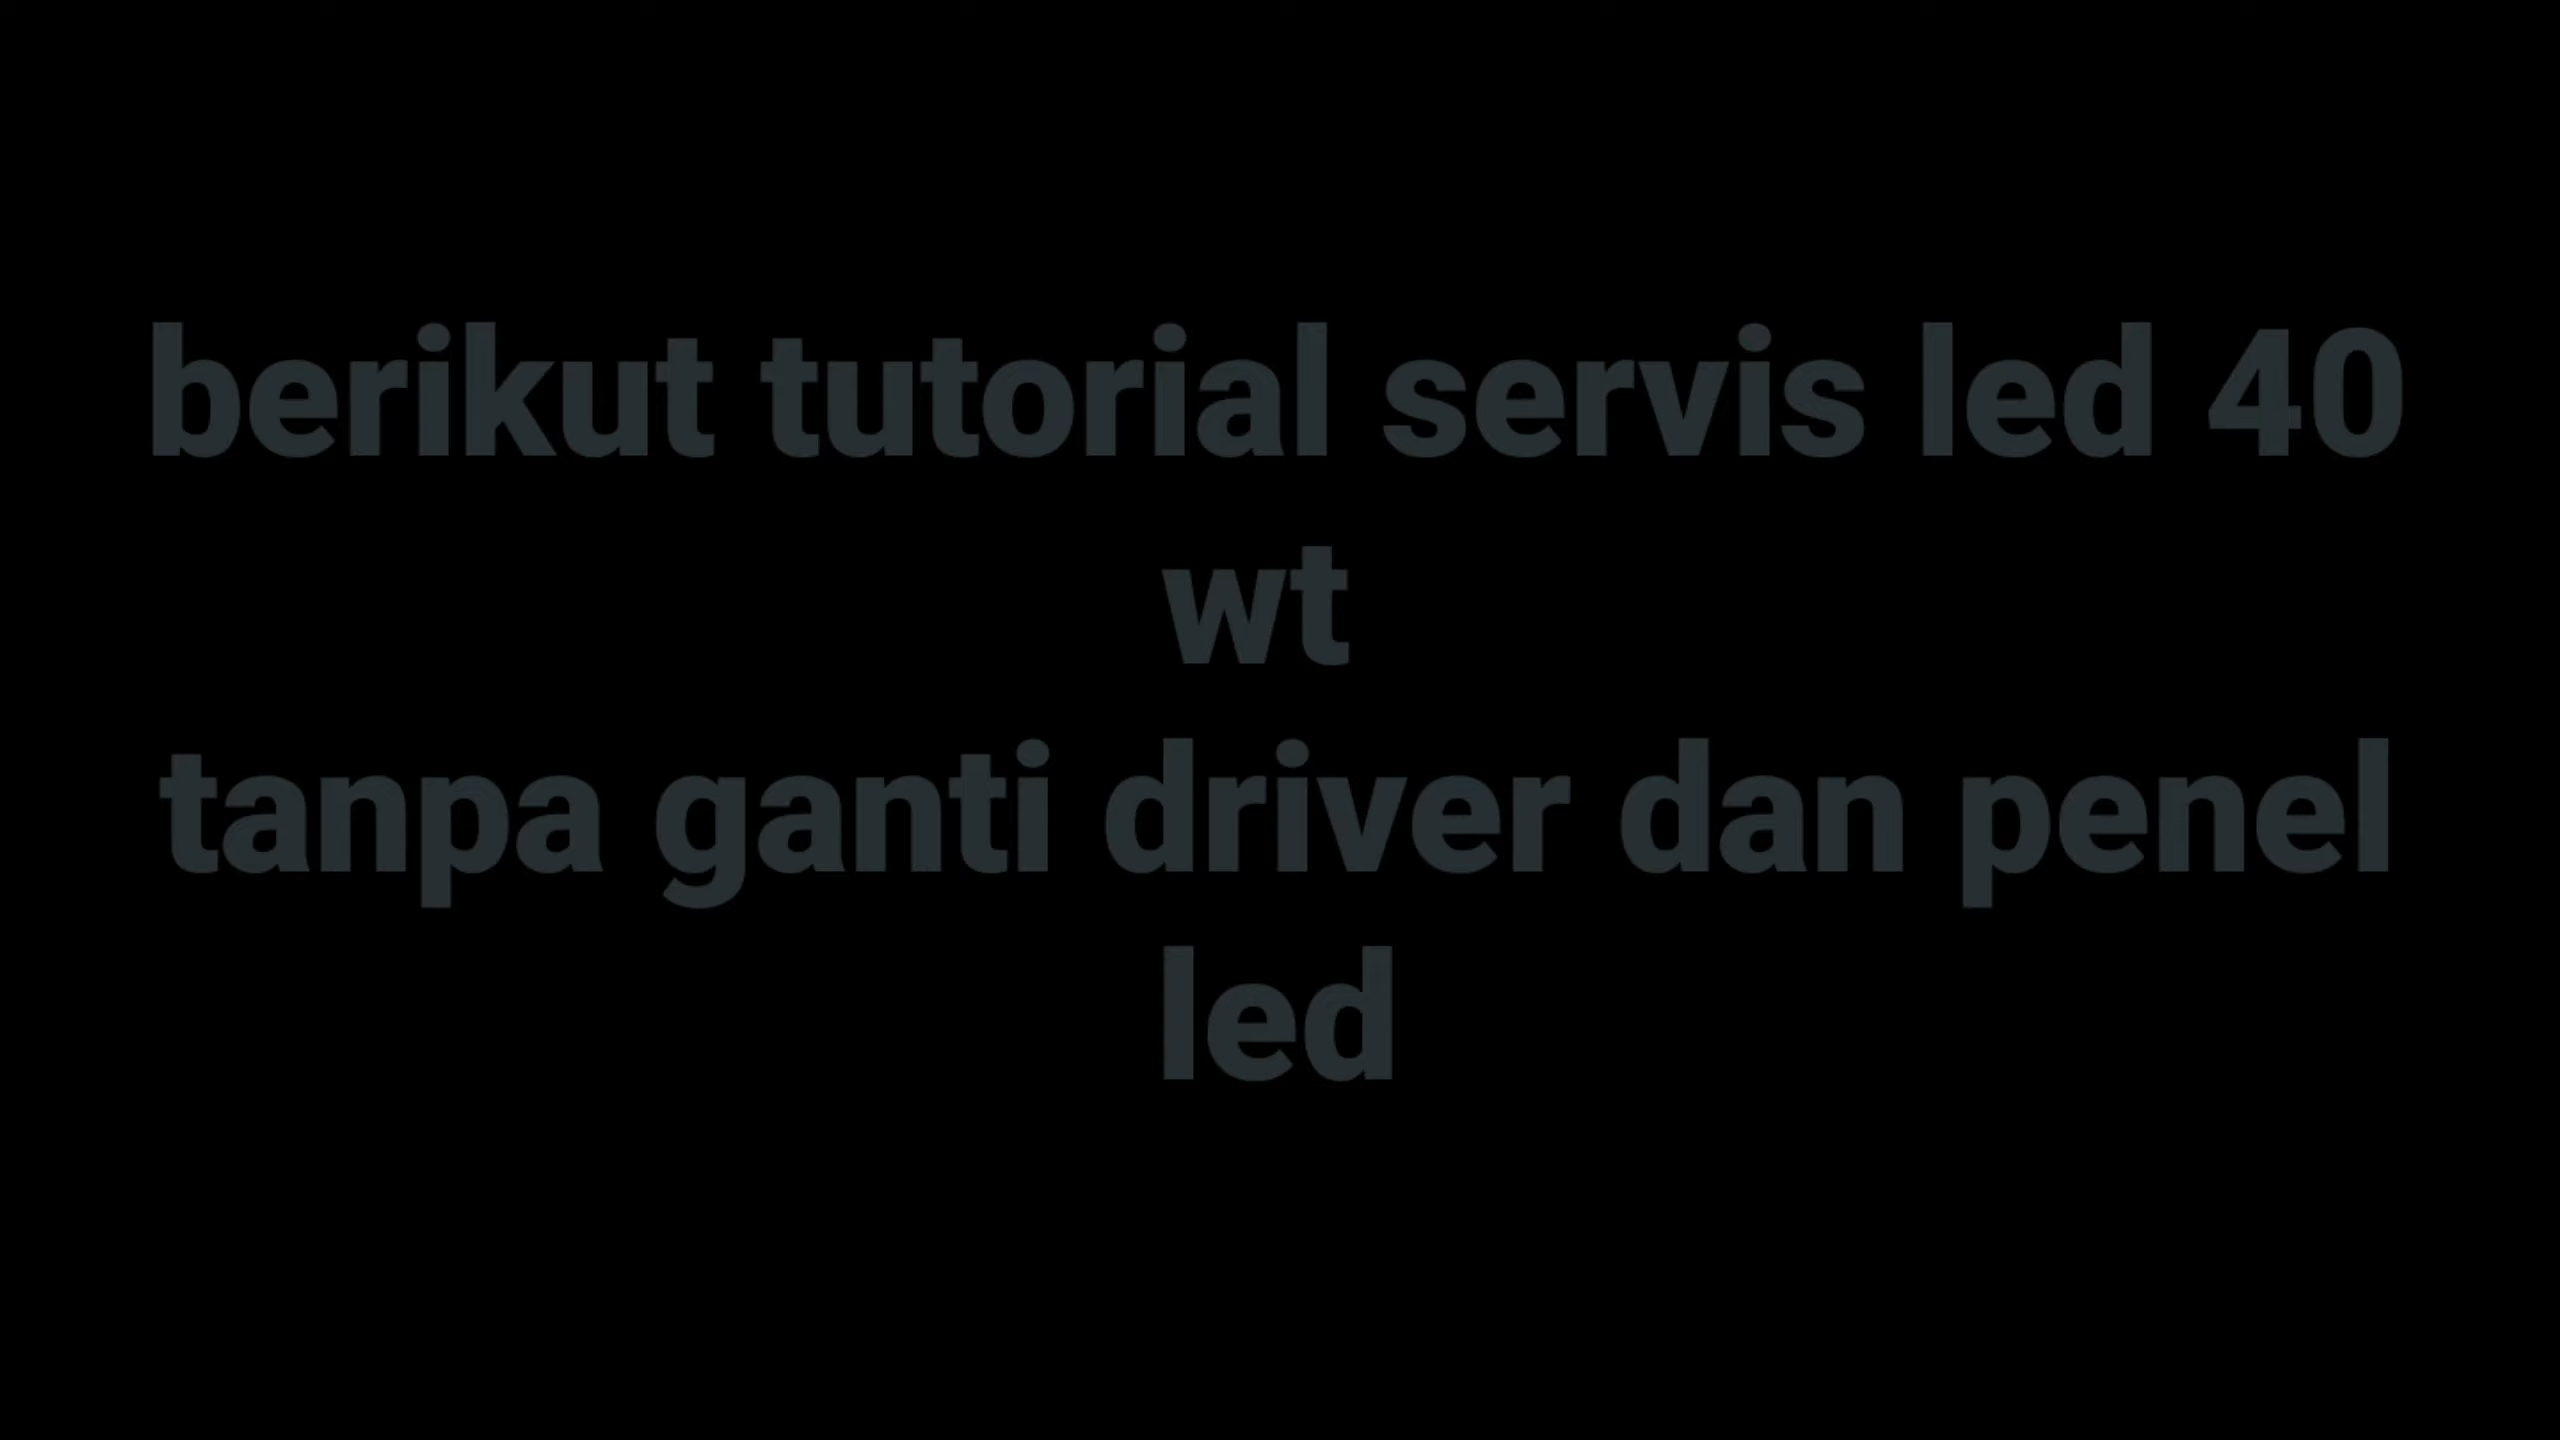 berikut tutorial servis led 40
wt
tanpa ganti driver dan penel
led